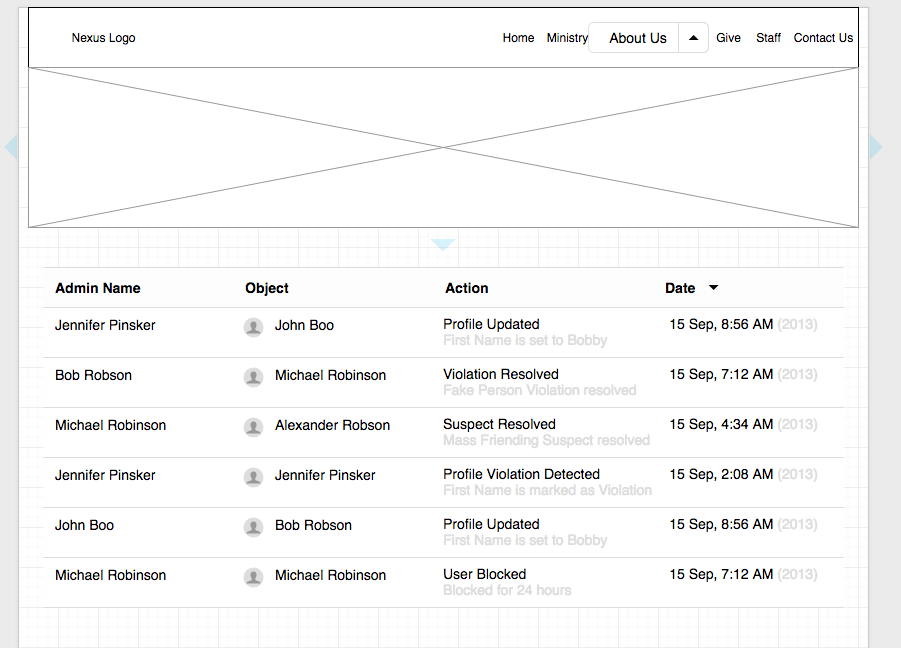 Nexus Logo Home Ministry About Us Give Staff Contact Us
Admin Name Object Action Date
Jennifer Pinsker John Boo Profile Updated 15 Sep, 8:56 AM (2013)
First Name is set to Bobby
Bob Robson Michael Robinson Violation Resolved 15 Sep, 7:12 AM (2013)
Fake Person Violation resolved
Michael Robinson Alexander Robson Suspect Resolved 15 Sep, 4:34 AM (2013)
Mass Friending Suspect resolved
Jennifer Pinsker Jennifer Pinsker Profile Violation Detected 15 Sep, 2:08 AM (2013)
First Name is marked as Violation
John Boo Bob Robson Profile Updated 15 Sep, 8:56 AM (2013)
First Name is set to Bobby
Michael Robinson Michael Robinson User Blocked 15 Sep, 7:12 AM (2013)
Blocked for 24 hours